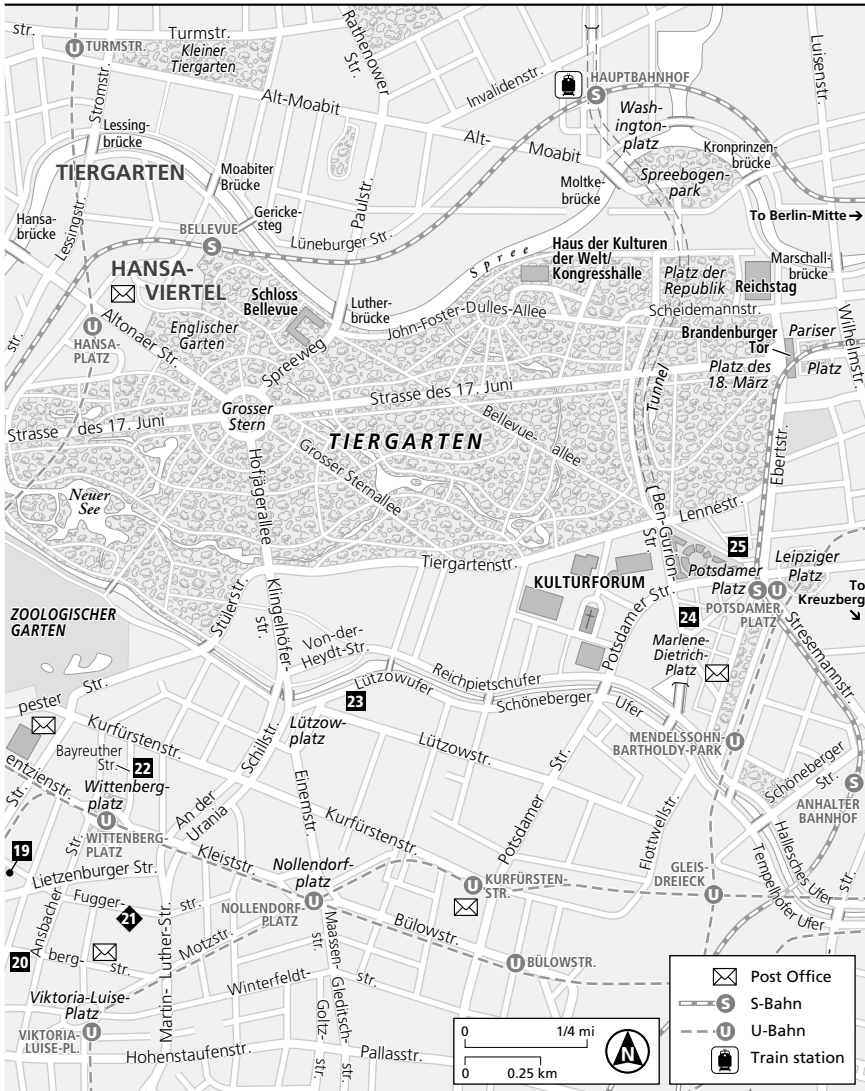 str.
TURMSTR.
Turmstr.
Kleiner
Tiergarten
Rathenower
Str.
Invalidenstr.
HAUPTBAHNHOF
Luisenstr.
Stromstr.
Alt-Moabit
Wash-
ington-
platz
Lessing-
brücke
Alt-
Moabit
Kronprinzen-
brücke
TIERGARTEN
Moabiter
Brücke
Paulstr.
Moltke-
brücke
Spreebogen-
park
Hansa-
brücke
Lessingstr.
Gericke-
steg
To Berlin-Mitte
BELLEVUE
Lüneburger Str.
Spree
Haus der Kulturen
der Welt/
Kongresshalle
Marschall-
brücke
HANSA-
VIERTEL
Schloss
Bellevue
Luther-
brücke
Platz der
Republik
Reichstag
str.
HANSA-
PLATZ
Altonaer Str.
Englischer
Garten
John-Foster-Dulles-Allee
Scheidemannstr.
Wilhelmstr.
Spreeweg
Brandenburger
Tor
Pariser
Platz
Platz des
18. März
Strasse des 17. Juni
Tunnel
Grosser
Stern
Strasse des 17. Juni
TIERGARTEN
Bellevue-
allee
Ebertstr.
Grosser Sternallee
Hofjägerallee
Neuer
See
Lennéstr.
Ben-Gurion-
Str.
Tiergartenstr.
25
Leipziger
Platz
KULTURFORUM
Potsdamer
Platz
S
U
POTSDAMER
PLATZ
To
Kreuzberg
Stülerstr.
Klingelhöfer-
str.
ZOOLOGISCHER
GARTEN
Von-der-
Heydt-Str.
Potsdamer Str.
24
Marlene-
Dietrich-
Platz
Stresemannstr.
Reichpietschufer
pester Str.
Lützowufer
23
Schöneberger Ufer
Lützow-
platz
Kurfürstenstr.
Schillstr.
Lützowstr.
MENDELSSOHN-
BARTHOLDY-PARK
Bayreuther
Str.
22
Schöneberger
Str.
entzienstr.
Wittenberg-
platz
An der
Urania
Einemstr.
Potsdamer Str.
Flottwellstr.
ANHALTER
BAHNHOF
Str.
WITTENBERG-
PLATZ
Kurfürstenstr.
19
Kleiststr.
Nollendorf-
platz
Hallesches Ufer
Tempelhofer Ufer
str.
Lietzenburger Str.
KURFÜRSTEN-
STR.
GLEIS-
DREIECK
Ansbacher
Str.
Fugger-
str.
21
NOLLENDORF-
PLATZ
Motzstr.
Maassen-
str.
Bülowstr.
20
berg-
str.
Martin-Luther-Str.
BÜLOWSTR.
Winterfeldt-
str.
Viktoria-Luise-
Platz
Gleditsch-
str.
Goltz-
str.
VIKTORIA-
LUISE-PL.
Hohenstaufenstr.
Pallasstr.
0 1/4 mi
0 0.25 km
N
Post Office
S S-Bahn
U U-Bahn
Train station